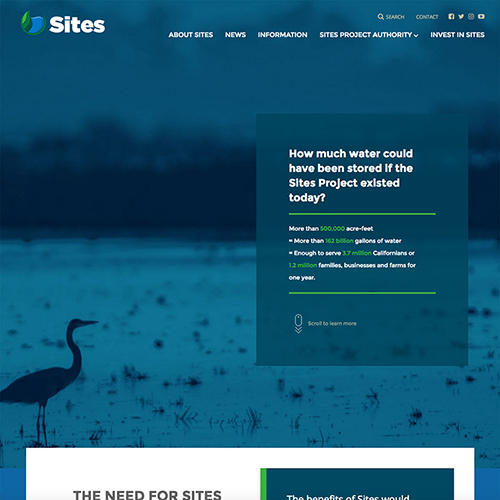 Sites
SEARCH CONTACT
ABOUT SITES NEWS INFORMATION SITES PROJECT AUTHORITY INVEST IN SITES
How much water could
have been stored if the
Sites Project existed
today?
More than 500,000 acre-feet
= More than 162 billion gallons of water
= Enough to serve 3.7 million Californians or
1.2 million families, businesses and farms for
one year.
Scroll to learn more
THE NEED FOR SITES
The benefits of Sites would